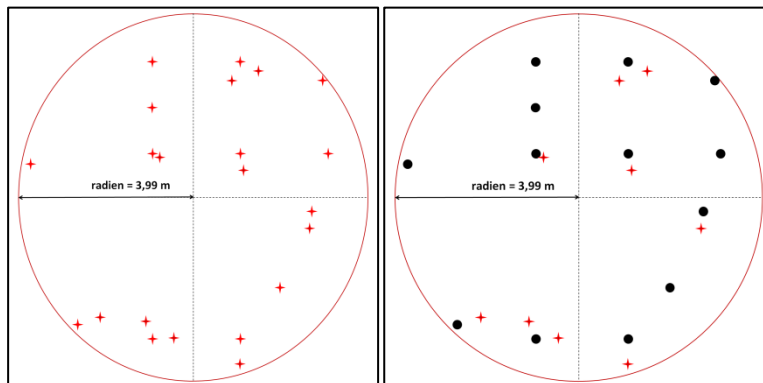 radien = 3,99 m
radien = 3,99 m